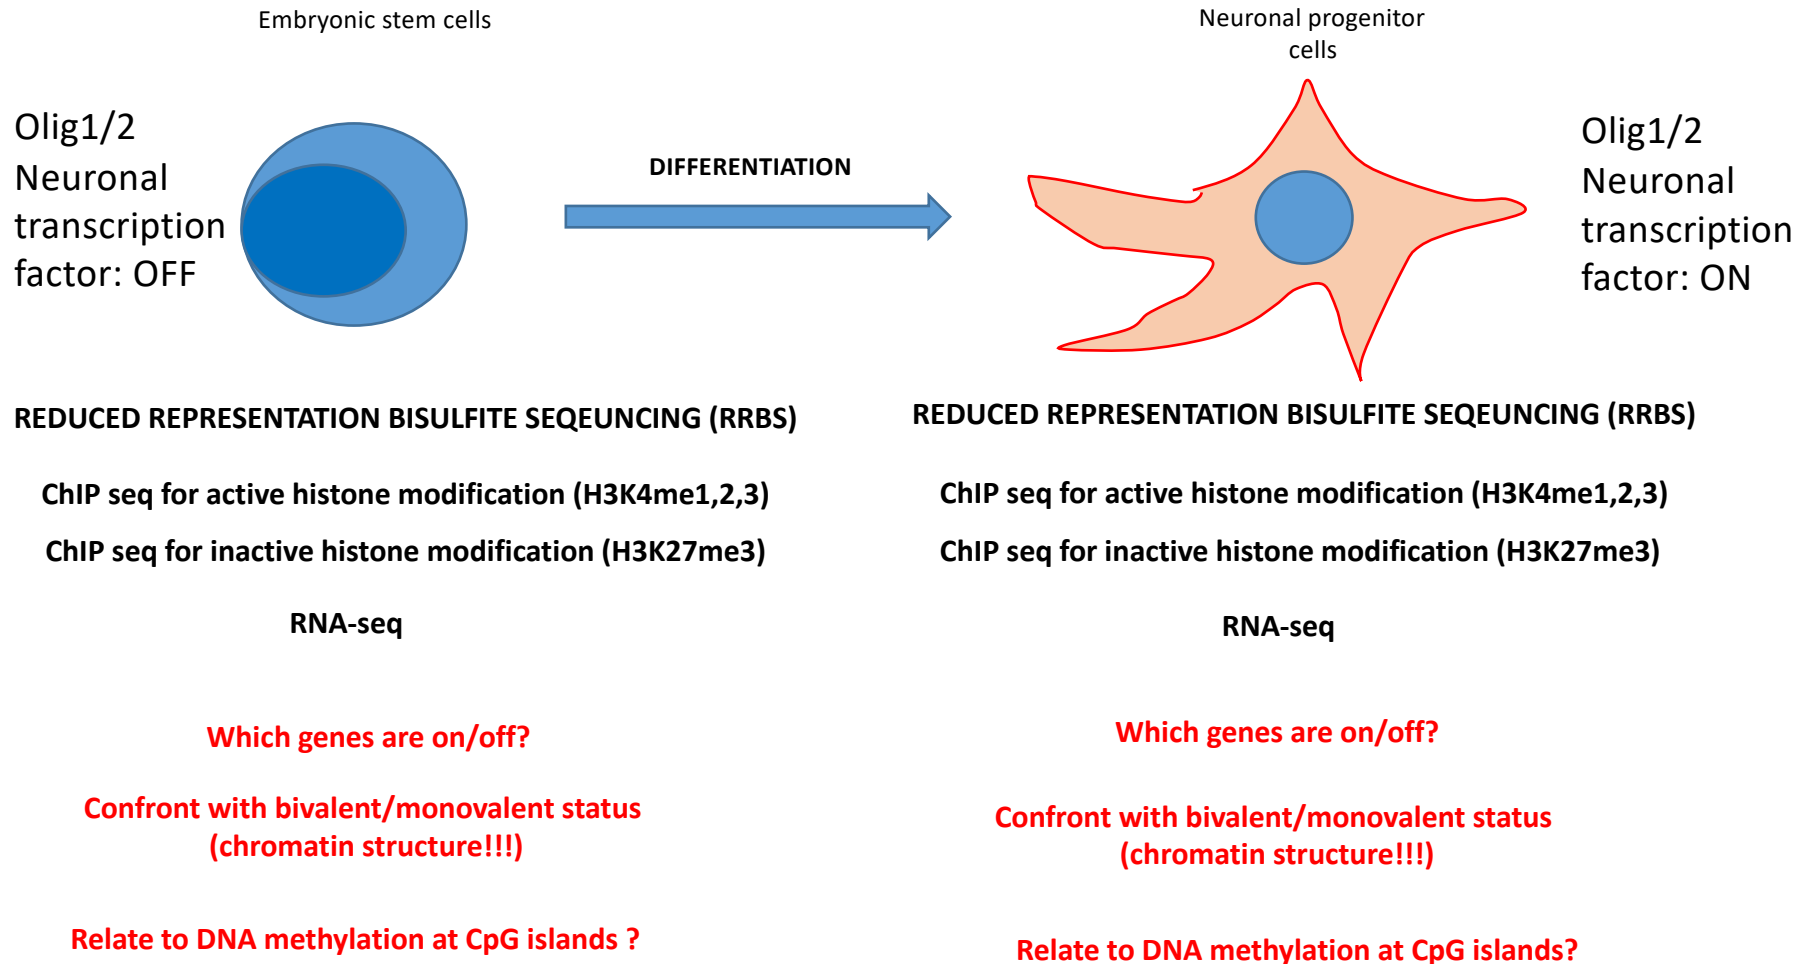 Embryonic stem cells
Neuronal progenitor
cells
Olig1/2
Neuronal
transcription
factor: OFF
DIFFERENTIATION
Olig1/2
Neuronal
transcription
factor: ON
REDUCED REPRESENTATION BISULFITE SEQEUNCING (RRBS)
REDUCED REPRESENTATION BISULFITE SEQEUNCING (RRBS)
ChIP seq for active histone modification (H3K4me1,2,3)
ChIP seq for active histone modification (H3K4me1,2,3)
ChIP seq for inactive histone modification (H3K27me3)
ChIP seq for inactive histone modification (H3K27me3)
RNA-seq
RNA-seq
Which genes are on/off?
Which genes are on/off?
Confront with bivalent/monovalent status
(chromatin structure!!!)
Confront with bivalent/monovalent status
(chromatin structure!!!)
Relate to DNA methylation at CpG islands ?
Relate to DNA methylation at CpG islands?